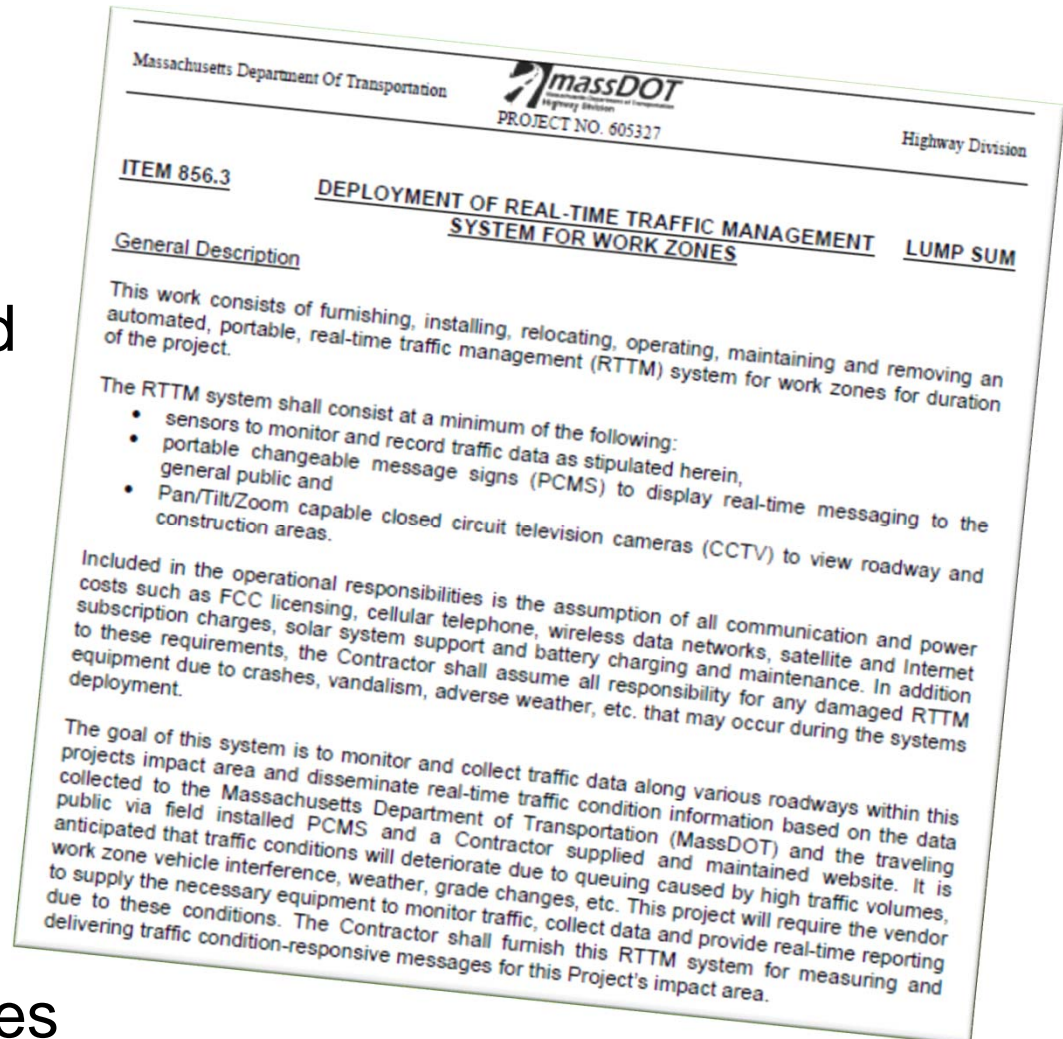 d
es
Massachusetts Department Of Transportation
massDOT
Massachusetts Department of Transportation
Highway Division
PROJECT NO. 605327
Highway Division
ITEM 856.3
DEPLOYMENT OF REAL-TIME TRAFFIC MANAGEMENT
SYSTEM FOR WORK ZONES
LUMP SUM
General Description
This work consists of furnishing, installing, relocating, operating, maintaining and removing an
automated, portable, real-time traffic management (RTTM) system for work zones for duration
of the project.
The RTTM system shall consist at a minimum of the following:
• sensors to monitor and record traffic data as stipulated herein,
• portable changeable message signs (PCMS) to display real-time messaging to the
general public and
• Pan/Tilt/Zoom capable closed circuit television cameras (CCTV) to view roadway and
construction areas.
Included in the operational responsibilities is the assumption of all communication and power
costs such as FCC licensing, cellular telephone, wireless data networks, satellite and Internet
subscription charges, solar system support and battery charging and maintenance. In addition
to these requirements, the Contractor shall assume all responsibility for any damaged RTTM
equipment due to crashes, vandalism, adverse weather, etc. that may occur during the systems
deployment.
The goal of this system is to monitor and collect traffic data along various roadways within this
projects impact area and disseminate real-time traffic condition information based on the data
collected to the Massachusetts Department of Transportation (MassDOT) and the traveling
public via field installed PCMS and a Contractor supplied and maintained website. It is
anticipated that traffic conditions will deteriorate due to queuing caused by high traffic volumes,
work zone vehicle interference, weather, grade changes, etc. This project will require the vendor
to supply the necessary equipment to monitor traffic, collect data and provide real-time reporting
due to these conditions. The Contractor shall furnish this RTTM system for measuring and
delivering traffic condition-responsive messages for this Project's impact area.